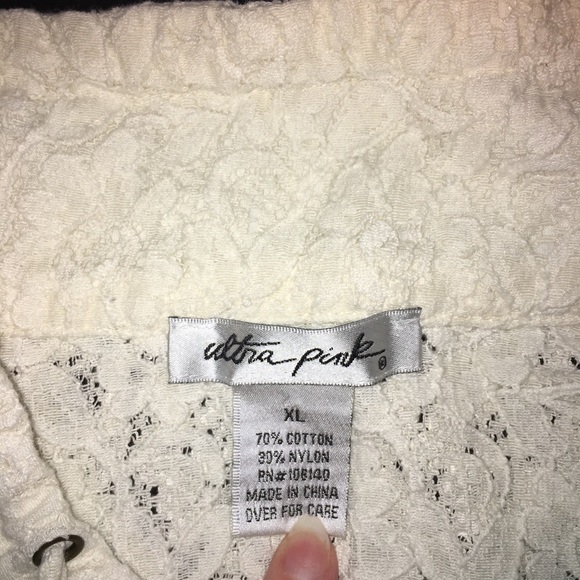 ultra pink ®
XL
70% COTTON
30% NYLON
RN#106140
MADE IN CHINA
OVER FOR CARE